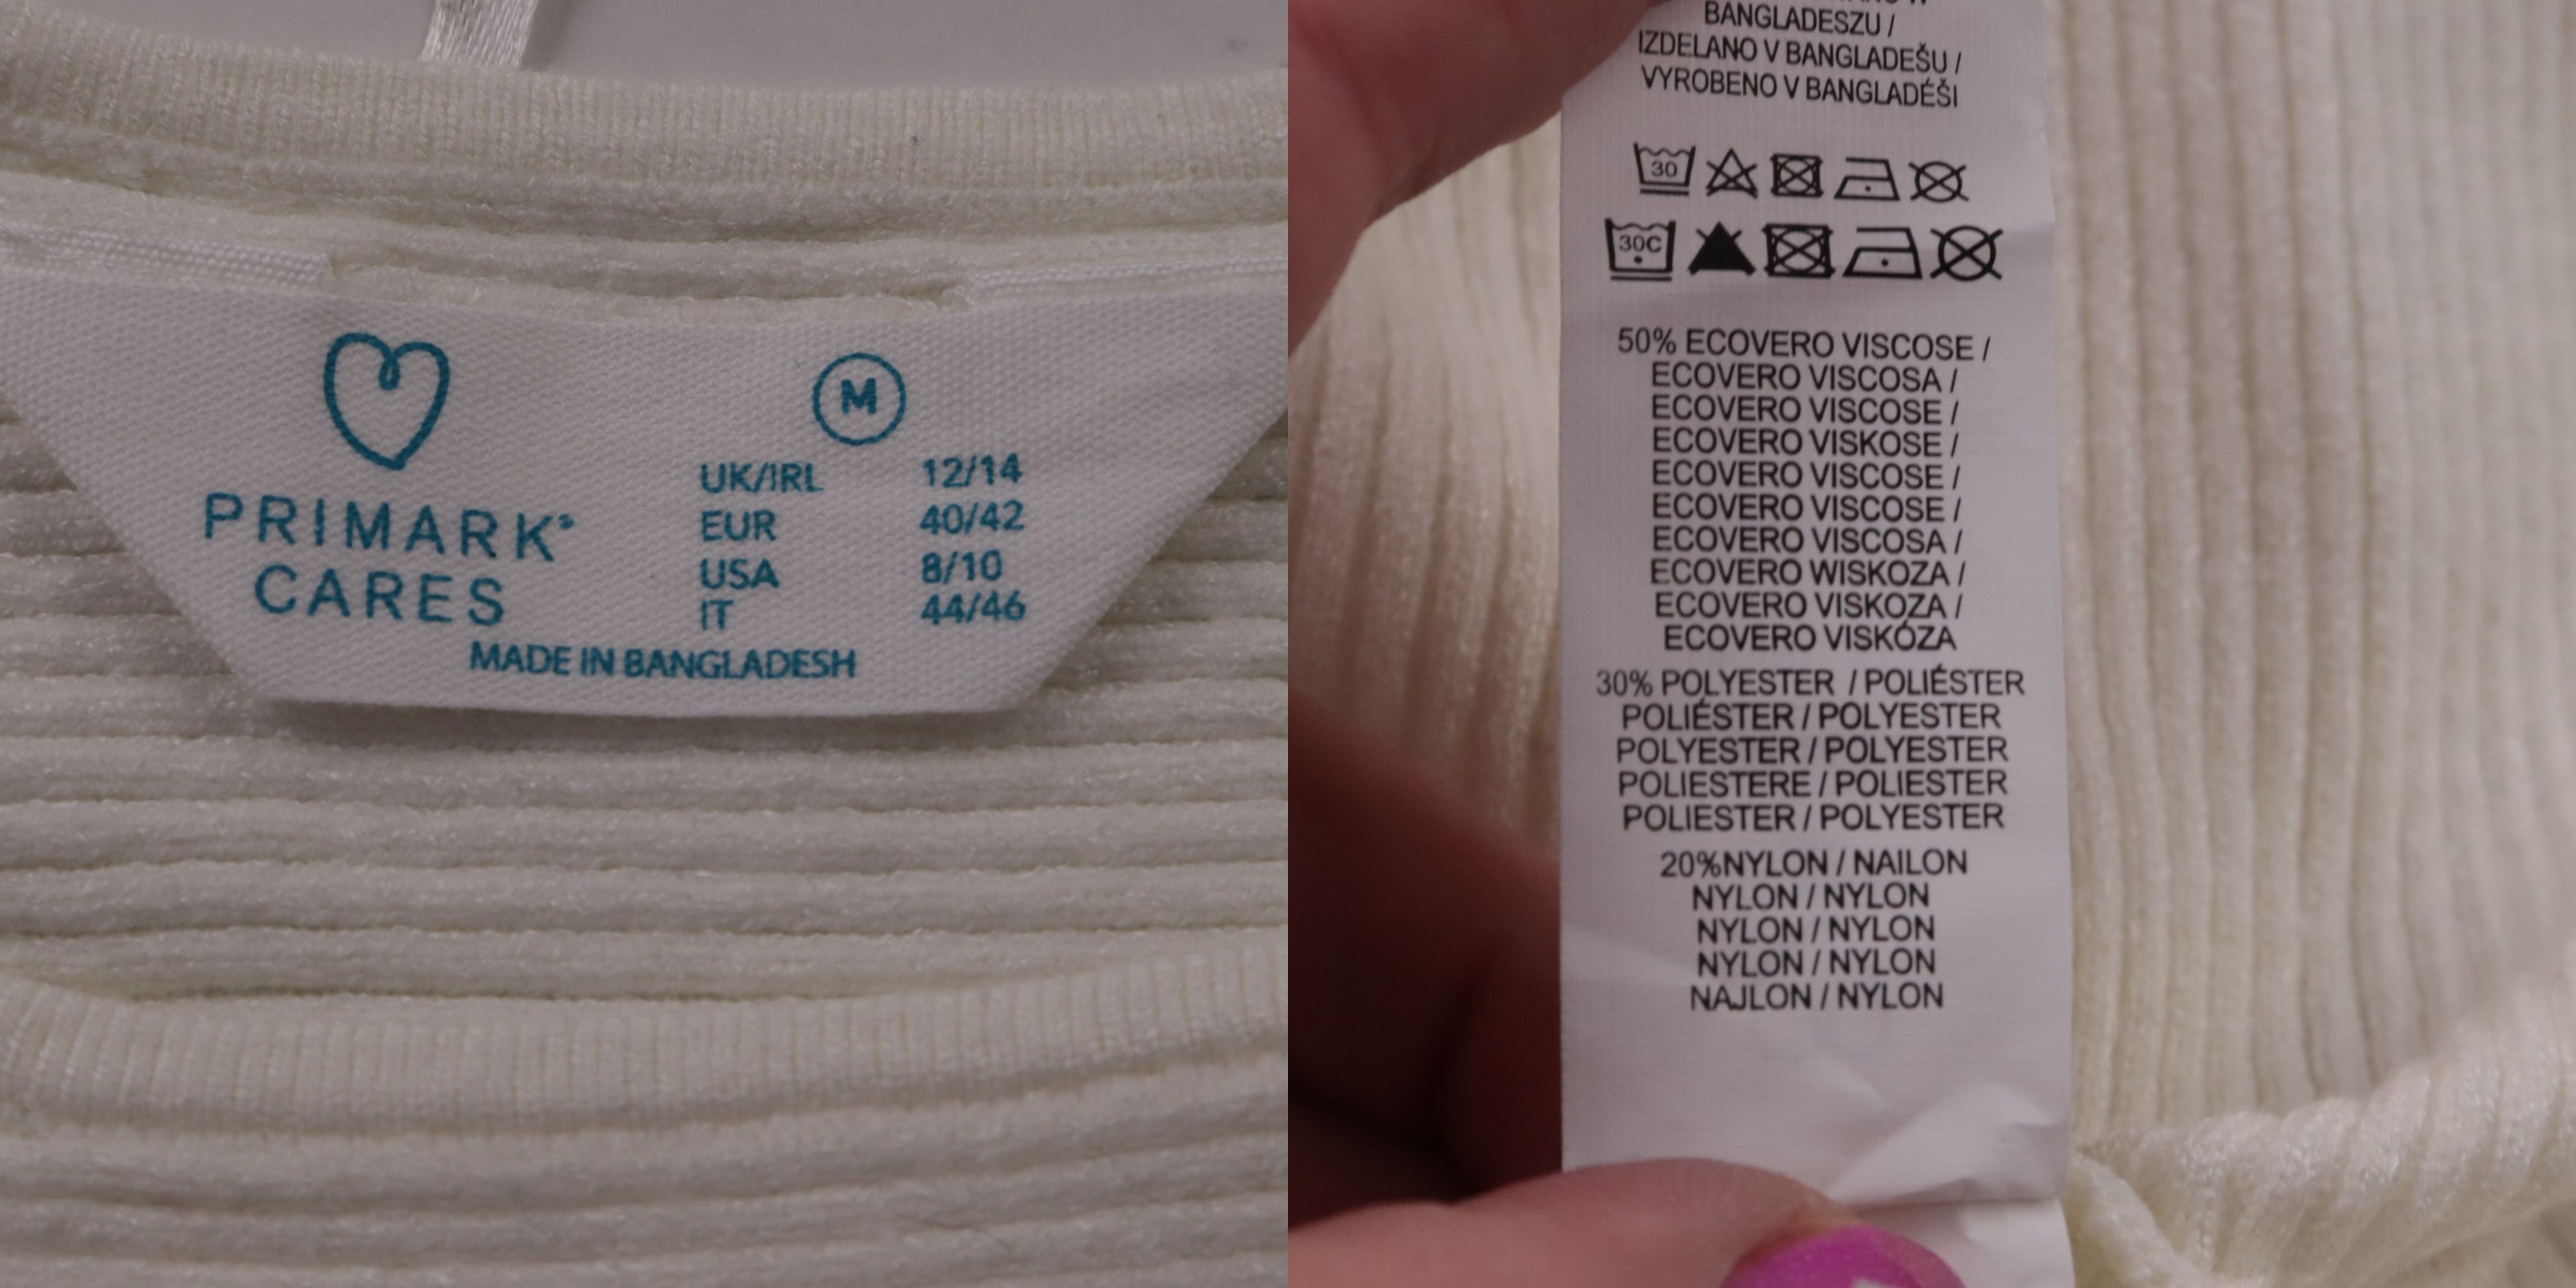 PRIMARK
CARES
M
UK/IRL 12/14
EUR 40/42
USA 8/10
IT 44/46
MADE IN BANGLADESH
BANGLADESZU /
IZDELANO V BANGLADEŠU /
VYROBENO V BANGLADÉŠI
30
30C
50% ECOVERO VISCOSE /
ECOVERO VISCOSA /
ECOVERO VISCOSE /
ECOVERO VISKOSE /
ECOVERO VISCOSE /
ECOVERO VISCOSE /
ECOVERO VISCOSA /
ECOVERO WISKOZA /
ECOVERO VISKOZA /
ECOVERO VISKÓZA
30% POLYESTER / POLIÉSTER
POLIÉSTER / POLYESTER
POLYESTER / POLYESTER
POLIESTERE / POLIESTER
POLIESTER / POLYESTER
20%NYLON / NAILON
NYLON / NYLON
NYLON / NYLON
NYLON / NYLON
NAJLON / NYLON